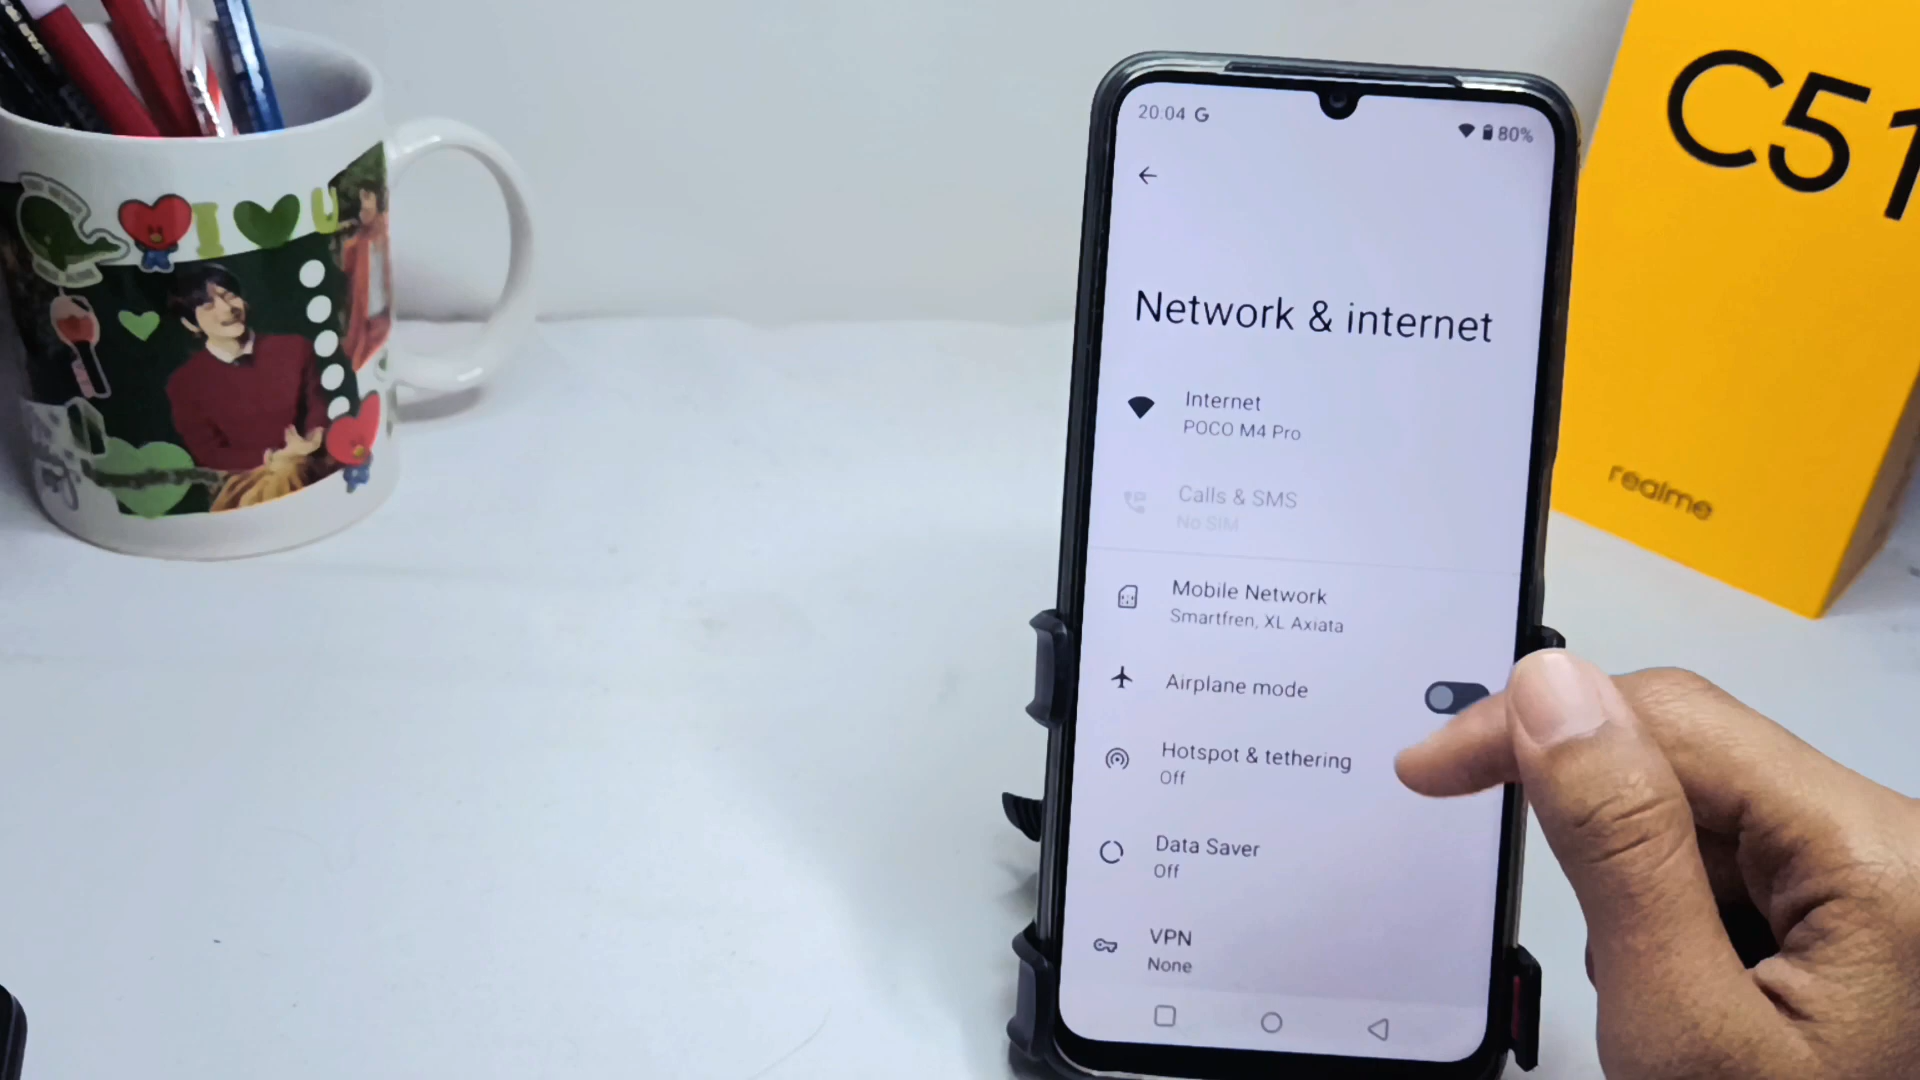 I U
20:04 G
80%
Network & internet
Internet
POCO M4 Pro
Calls & SMS
No SIM
Mobile Network
Smartfren, XL Axiata
Airplane mode
Hotspot & tethering
Off
Data Saver
Off
VPN
None
C51
realme